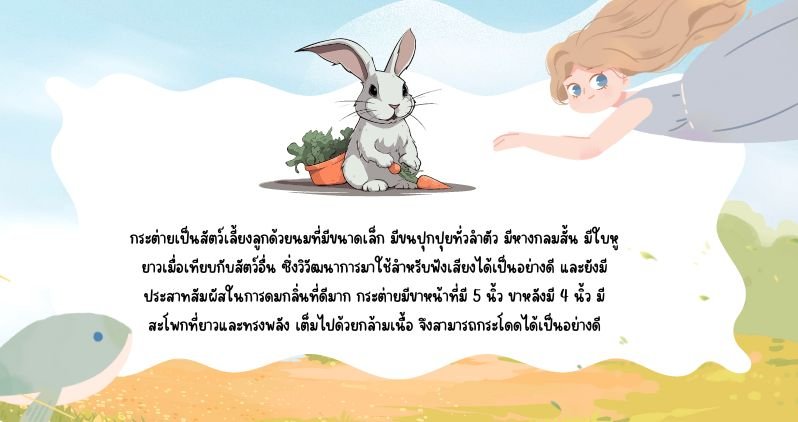 กระต่ายเป็นสัตว์เลี้ยงลูกด้วยนมที่มีขนาดเล็ก มีขนปุกปุยทั่วลำตัว มีหางกลมสั้น มีใบหู
ยาวเมื่อเทียบกับสัตว์อื่น ซึ่งวิวัฒนาการมาใช้สำหรับฟังเสียงได้เป็นอย่างดี และยังมี
ประสาทสัมผัสในการดมกลิ่นที่ดีมาก กระต่ายมีขาหน้าที่มี 5 นิ้ว ขาหลังมี 4 นิ้ว มี
สะโพกที่ยาวและทรงพลัง เต็มไปด้วยกล้ามเนื้อ จึงสามารถกระโดดได้เป็นอย่างดี